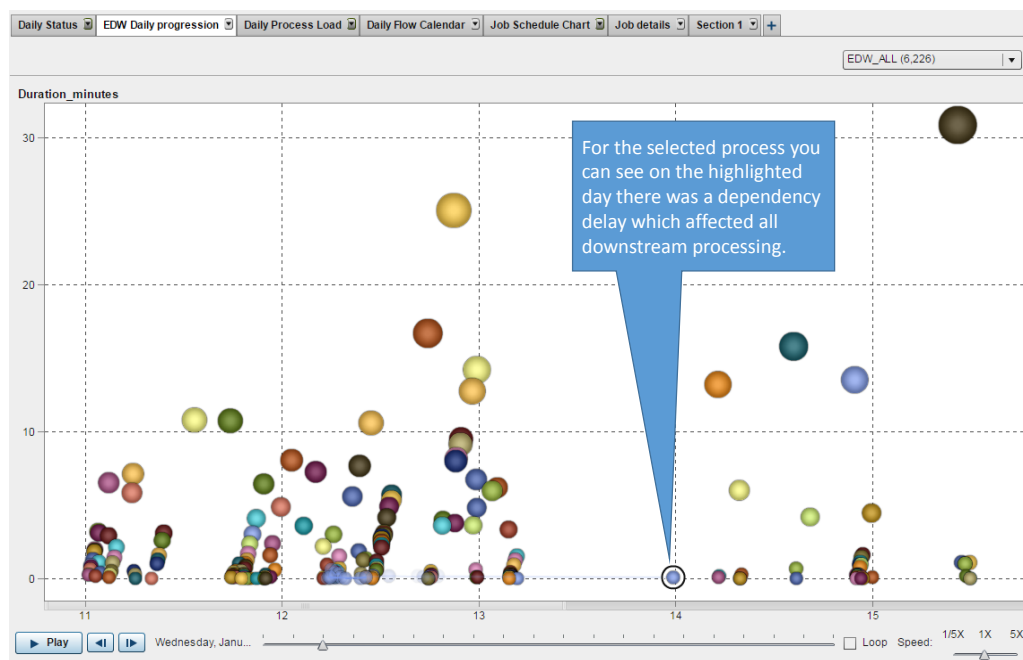 Daily Status EDW Daily progression Daily Process Load Daily Flow Calendar Job Schedule Chart Job details Section 1 +
EDW_ALL (6,226)
Duration_minutes
30
For the selected process you
can see on the highlighted
day there was a dependency
delay which affected all
downstream processing.
20
10
0
11 12 13 14 15
Play Wednesday, Janu... Loop Speed: 1/5X 1X 5X